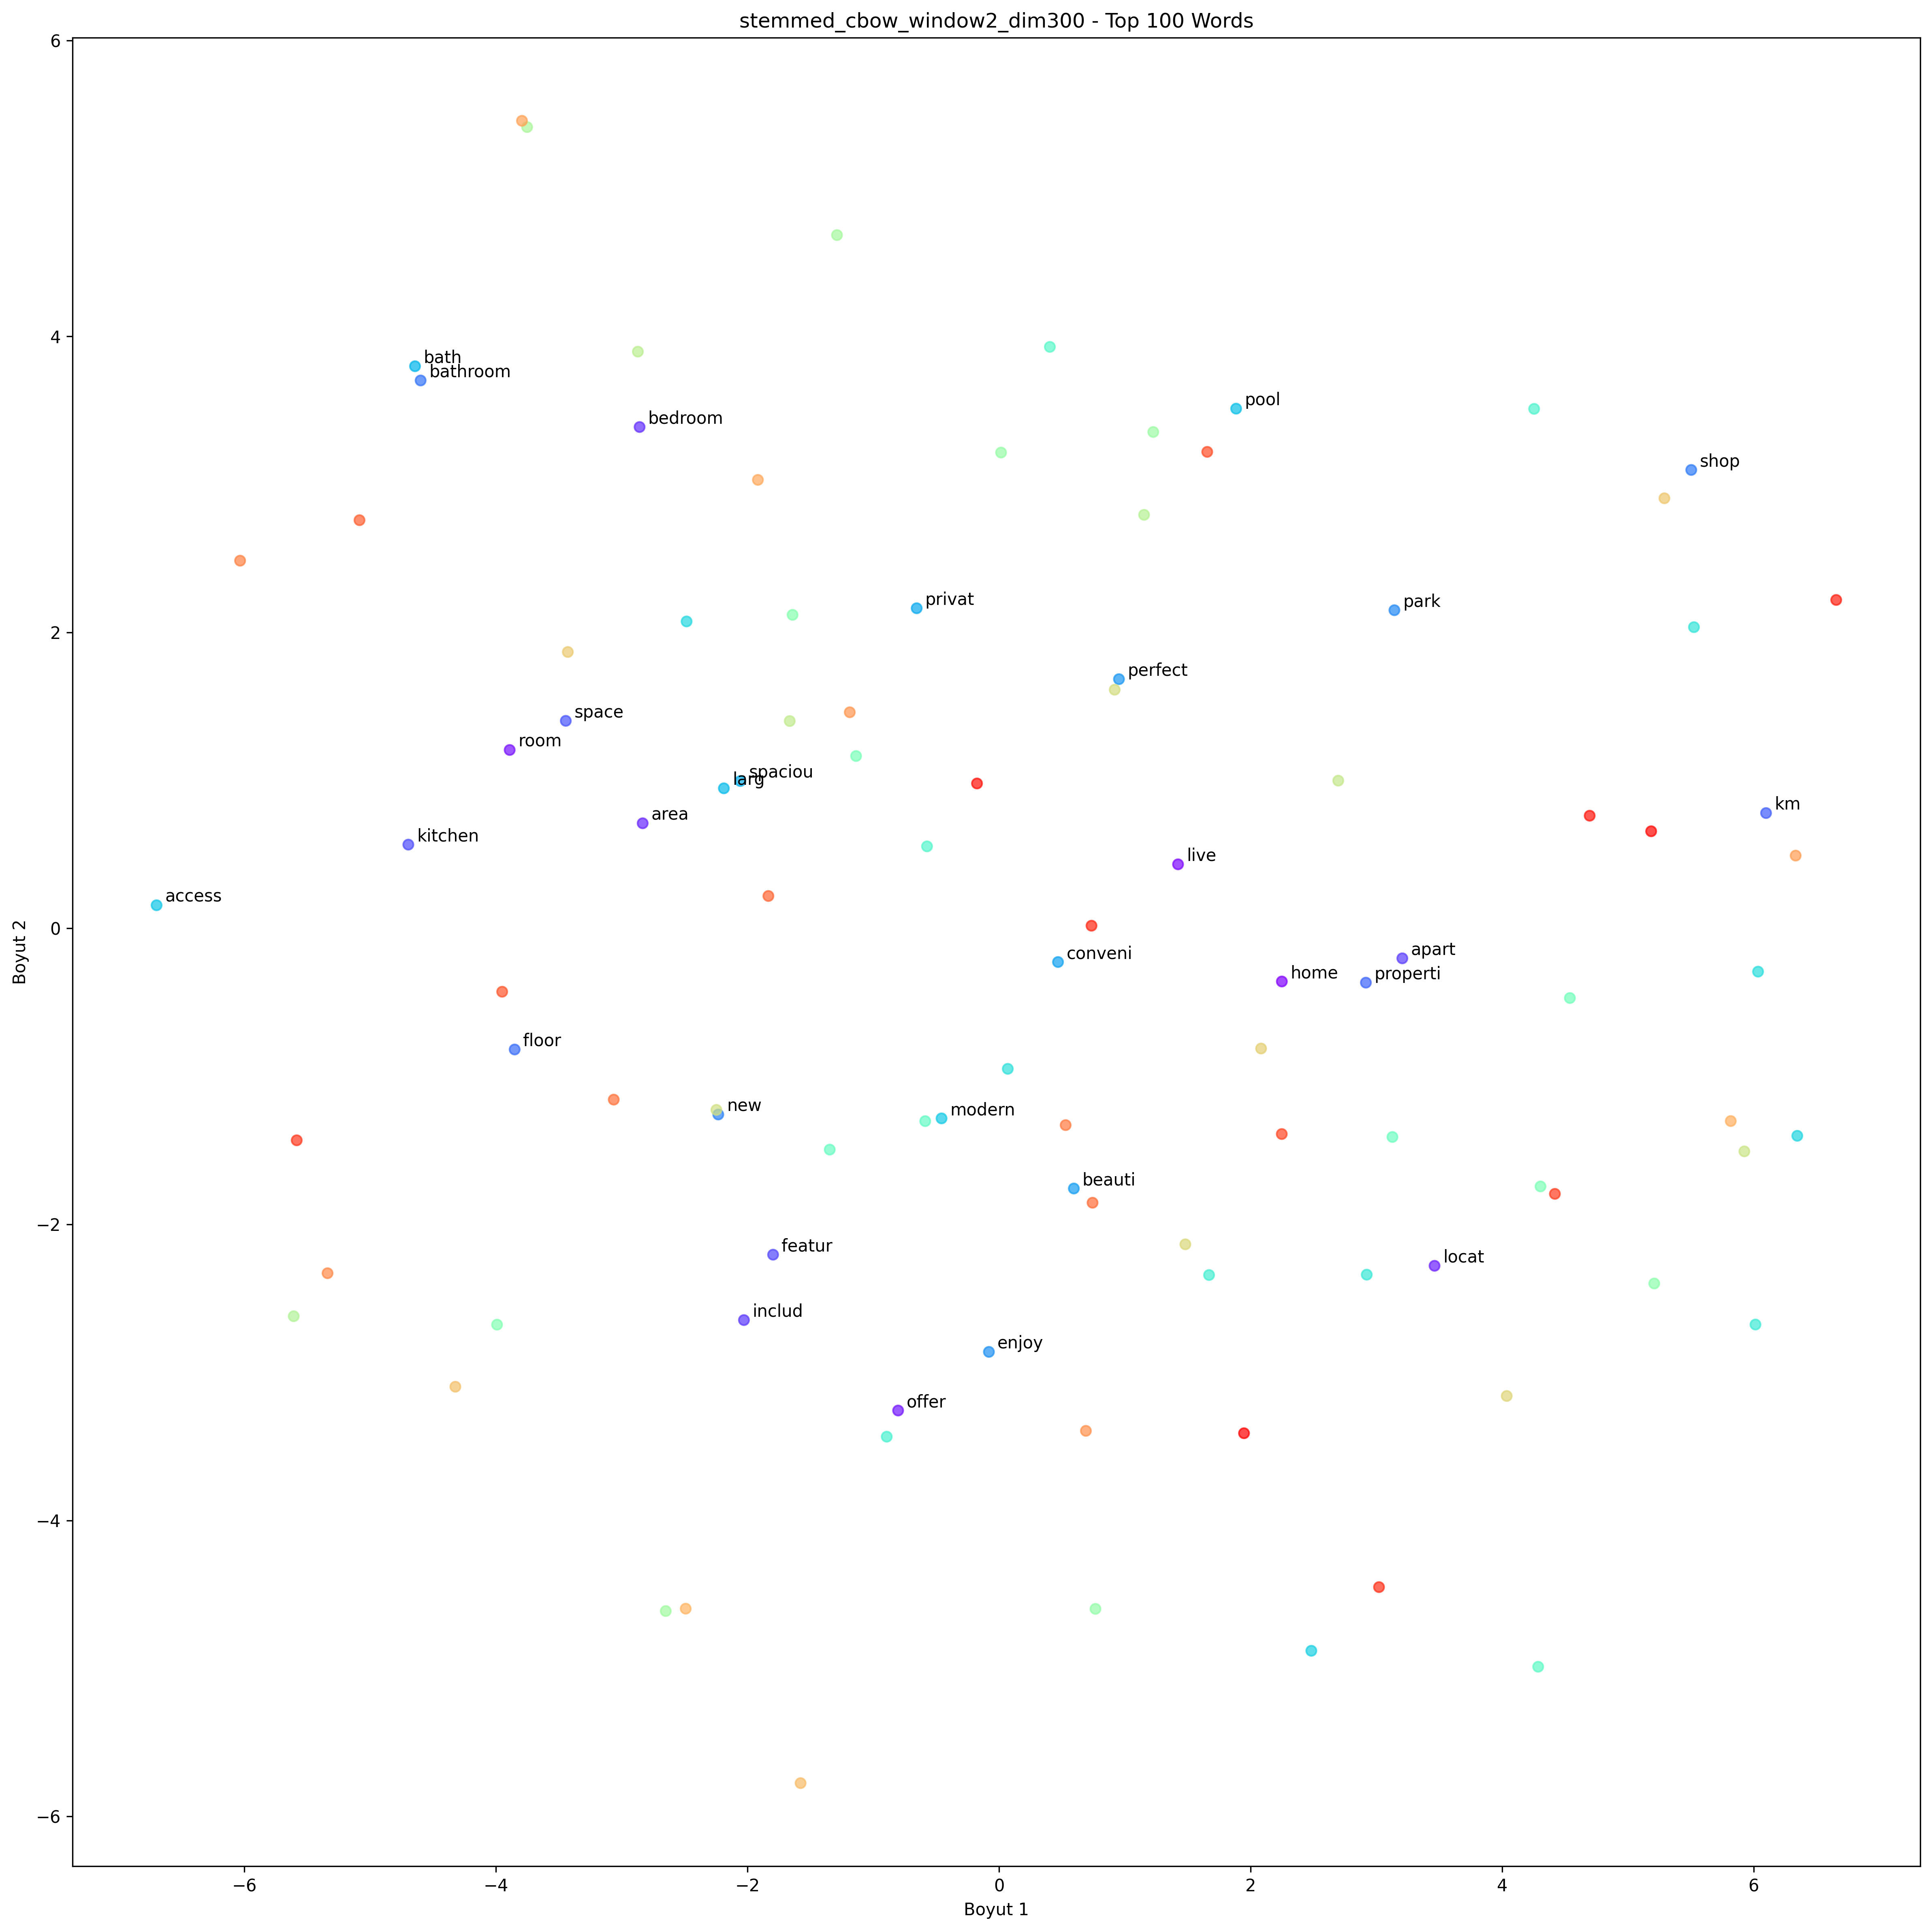 stemmed_cbow_window2_dim300 - Top 100 Words
6
4
2
0
−2
−4
−6
Boyut 2
bath
bathroom
bedroom
pool
shop
privat
park
perfect
space
room
spaciou
larg
area
km
kitchen
live
access
conveni
apart
home
properti
floor
new
modern
beauti
featur
locat
includ
enjoy
offer
−6
−4
−2
0
2
4
6
Boyut 1